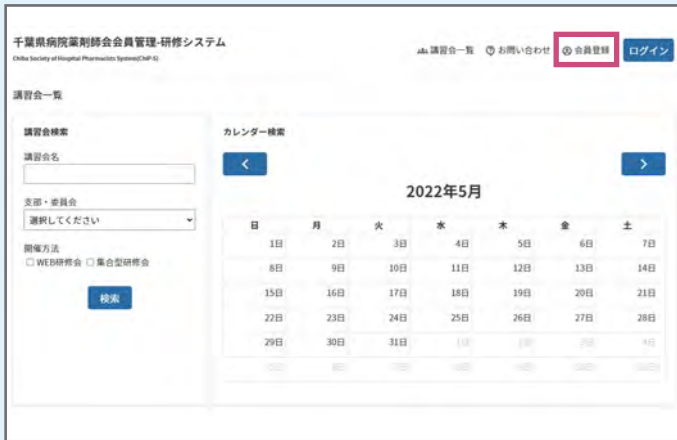 千葉県病院薬剤師会会員管理-研修システム
Chiba Society of Hospital Pharmacists System(ChiP-S)
講習会一覧 お問い合わせ 会員登録 ログイン
講習会一覧
講習会検索
講習会名
支部・委員会
選択してください
開催方法
WEB研修会 集合型研修会
検索
カレンダー検索
2022年5月
日 月 火 水 木 金 土
1日 2日 3日 4日 5日 6日 7日
8日 9日 10日 11日 12日 13日 14日
15日 16日 17日 18日 19日 20日 21日
22日 23日 24日 25日 26日 27日 28日
29日 30日 31日 1日 2日 3日 4日